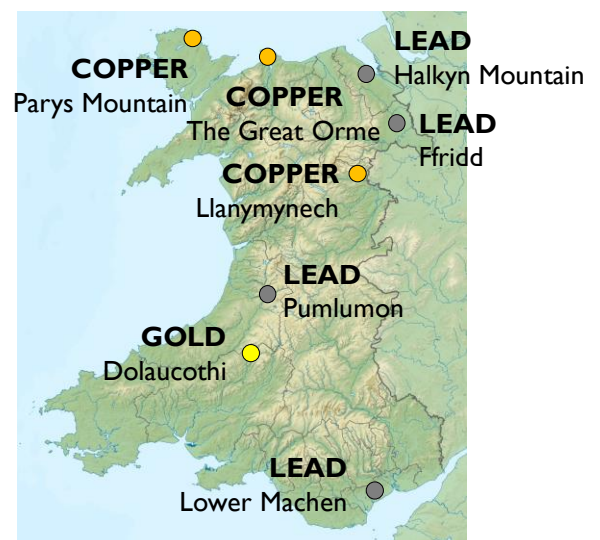 LEAD
Halkyn Mountain
COPPER
Parys Mountain
COPPER
The Great Orme
LEAD
Ffridd
COPPER
Llanymynech
LEAD
Pumlumon
GOLD
Dolaucothi
LEAD
Lower Machen